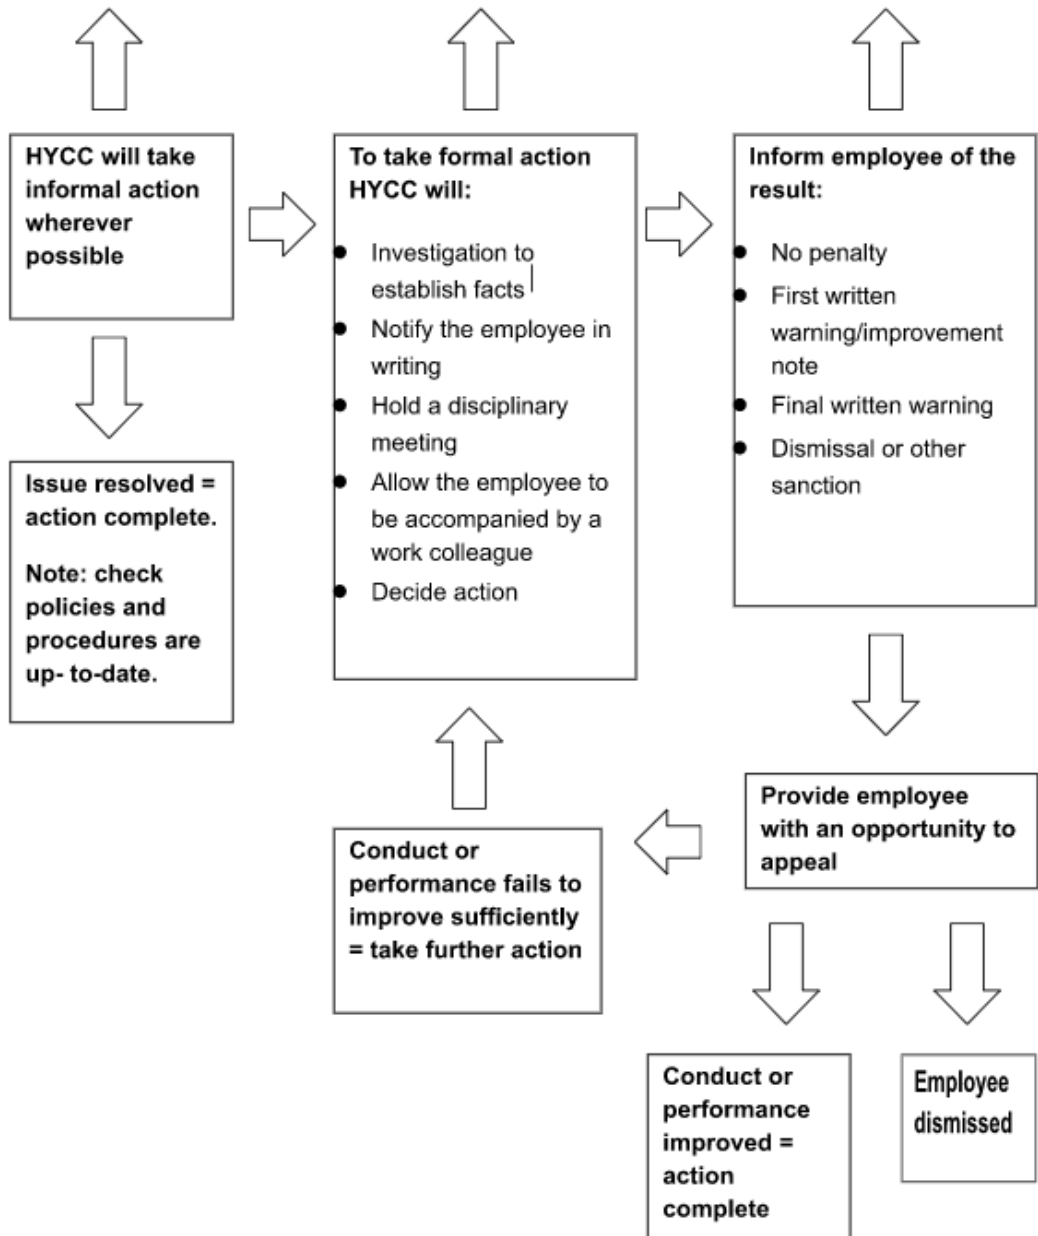 HYCC will take
informal action
wherever
possible
To take formal action
HYCC will:
● Investigation to
establish facts
● Notify the employee in
writing
● Hold a disciplinary
meeting
● Allow the employee to
be accompanied by a
work colleague
● Decide action
Inform employee of the
result:
● No penalty
● First written
warning/improvement
note
● Final written warning
● Dismissal or other
sanction
Issue resolved =
action complete.
Note: check
policies and
procedures are
up- to-date.
Provide employee
with an opportunity to
appeal
Conduct or
performance fails to
improve sufficiently
= take further action
Conduct or
performance
improved =
action
complete
Employee
dismissed